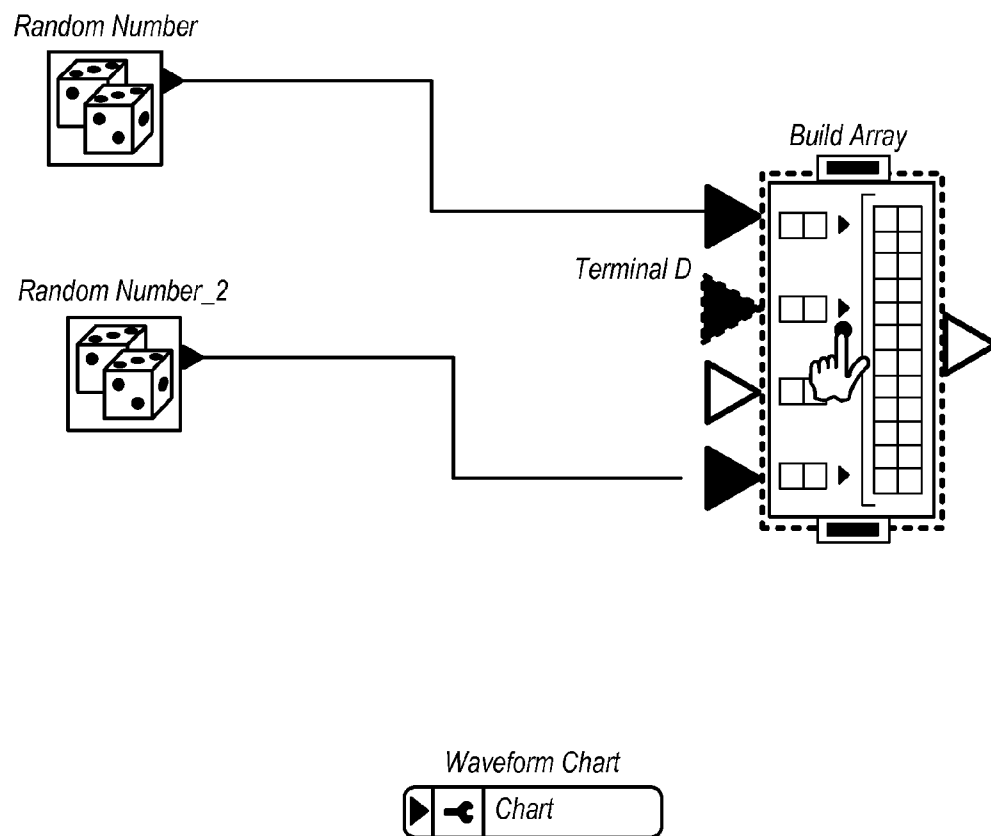 Random Number
Build Array
Terminal D
Random Number_2
Waveform Chart
Chart